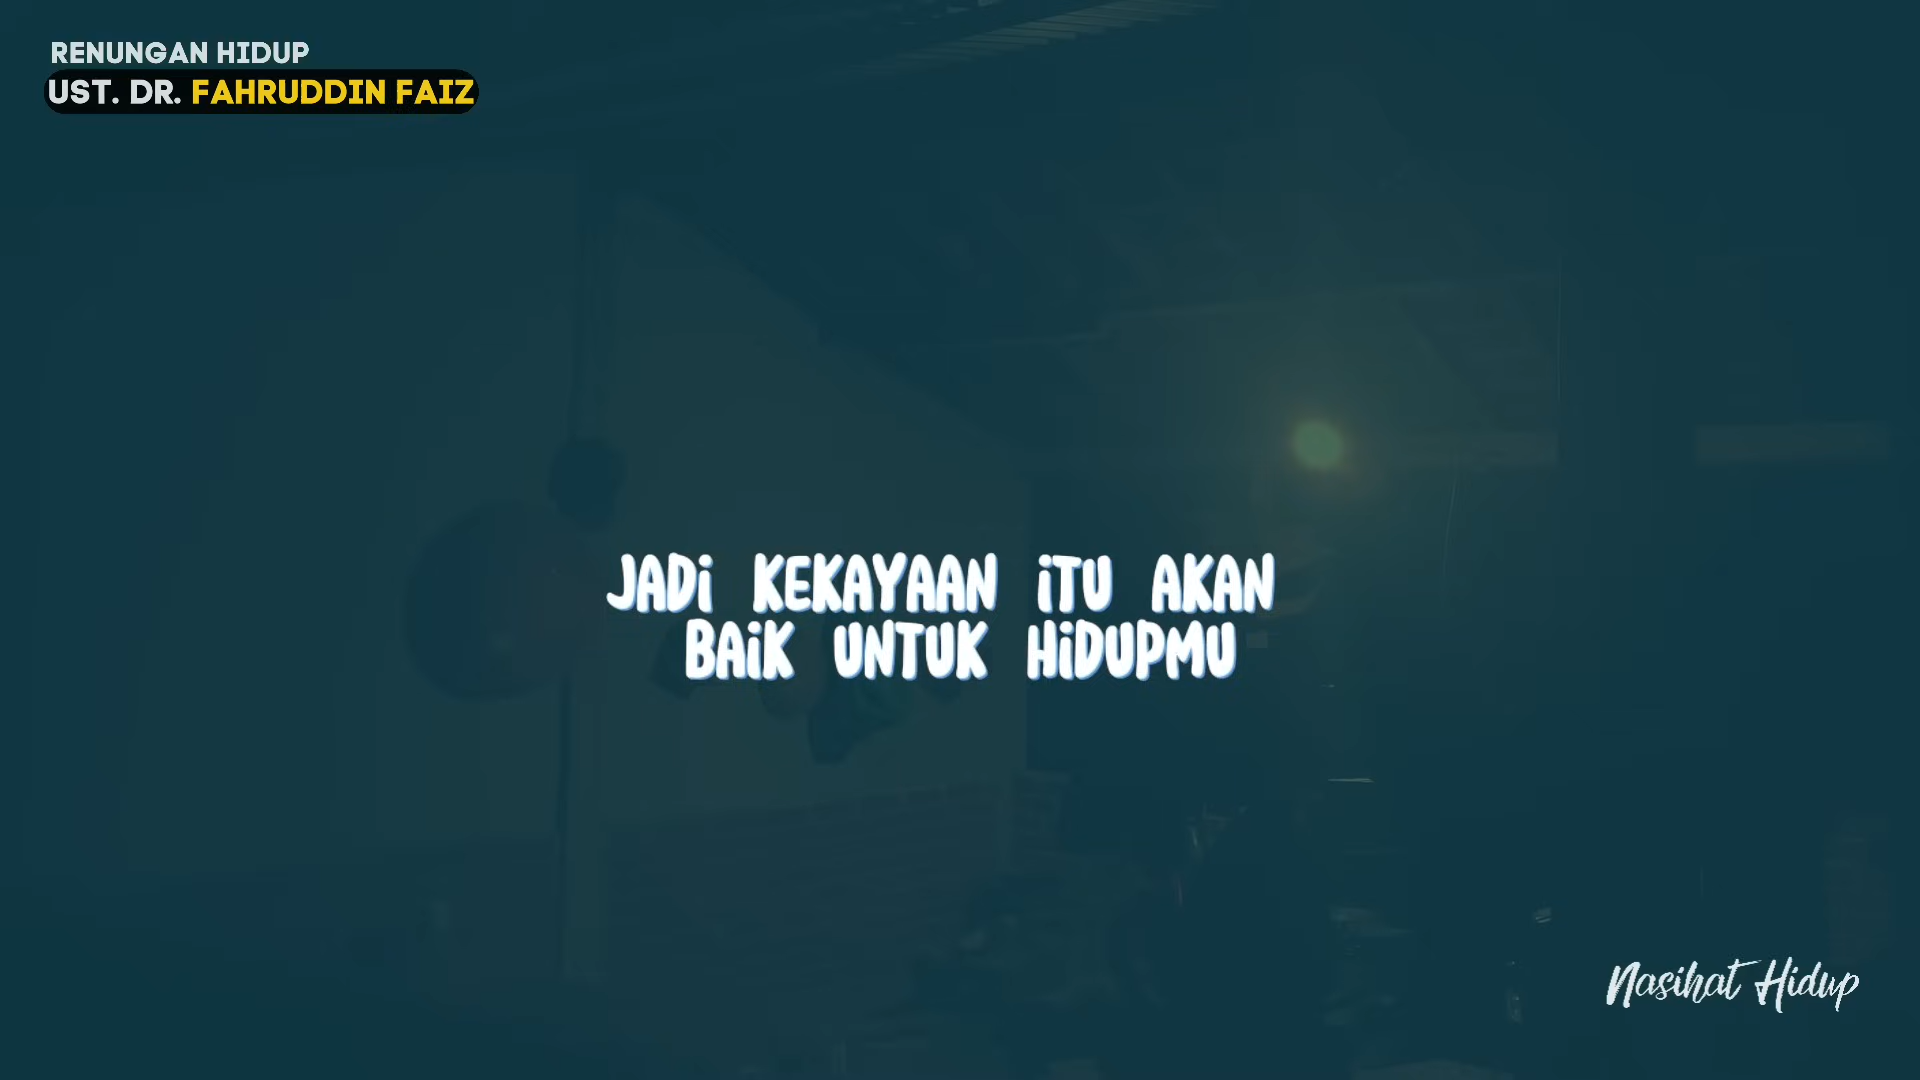 RENUNGAN HIDUP
UST. DR. FAHRUDDIN FAIZ
JADI KEKAYAAN ITU AKAN
BAIK UNTUK HIDUPMU
Nasihat Hidup